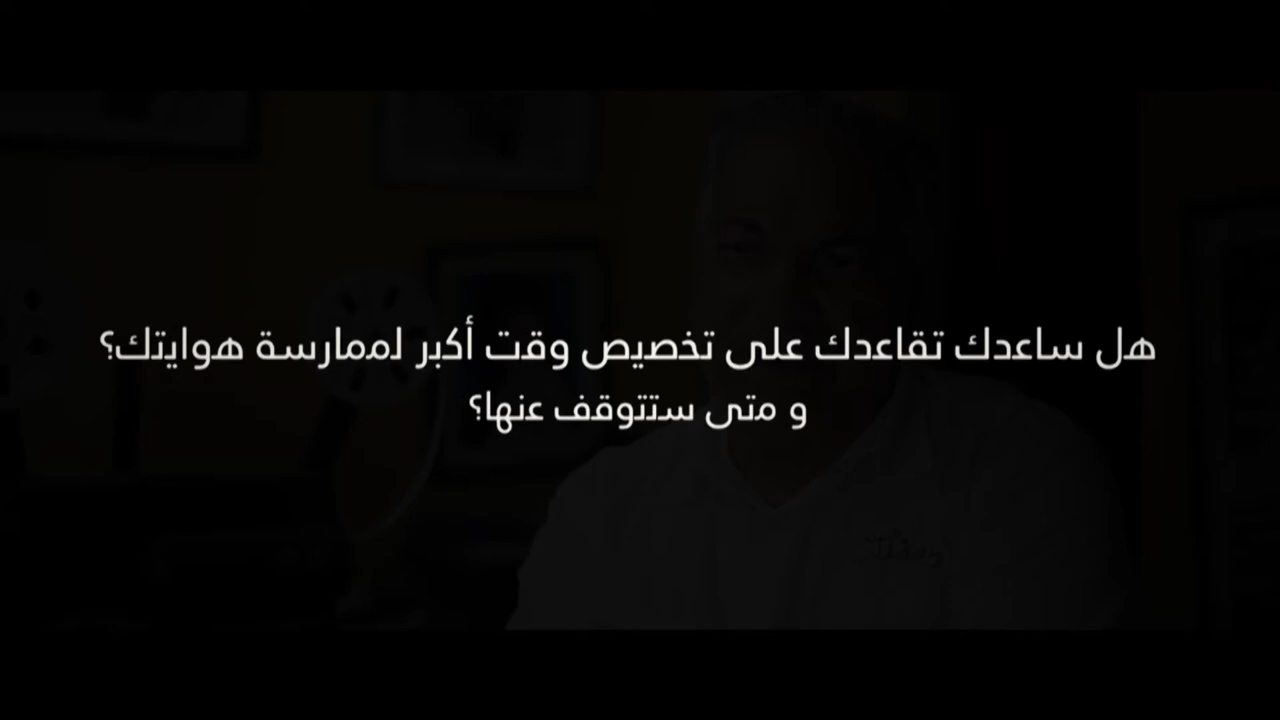 هل ساعدك تقاعدك على تخصيص وقت أكبر لممارسة هوايتك؟
و متى ستتوقف عنها؟